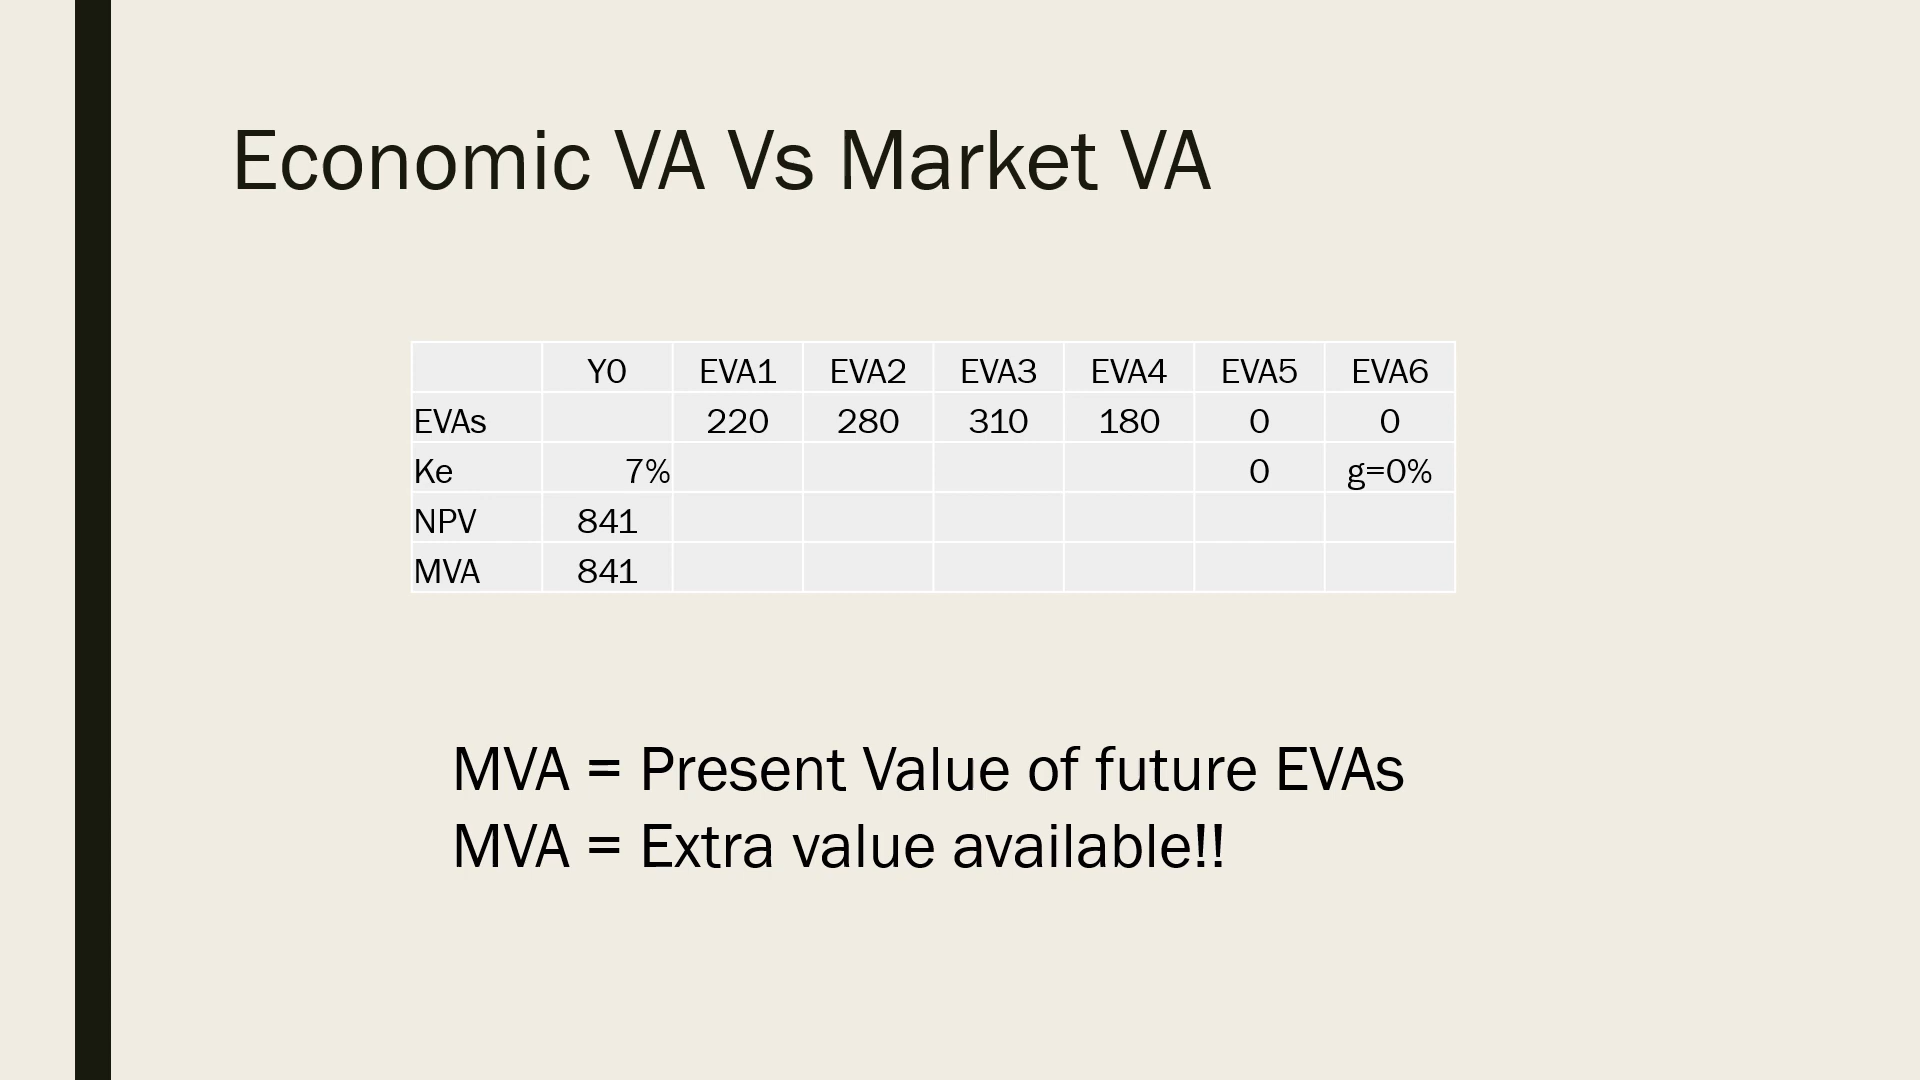 Economic VA Vs Market VA
Y0 EVA1 EVA2 EVA3 EVA4 EVA5 EVA6
EVAs 220 280 310 180 0 0
Ke 7% 0 g=0%
NPV 841
MVA 841
MVA = Present Value of future EVAs
MVA = Extra value available!!